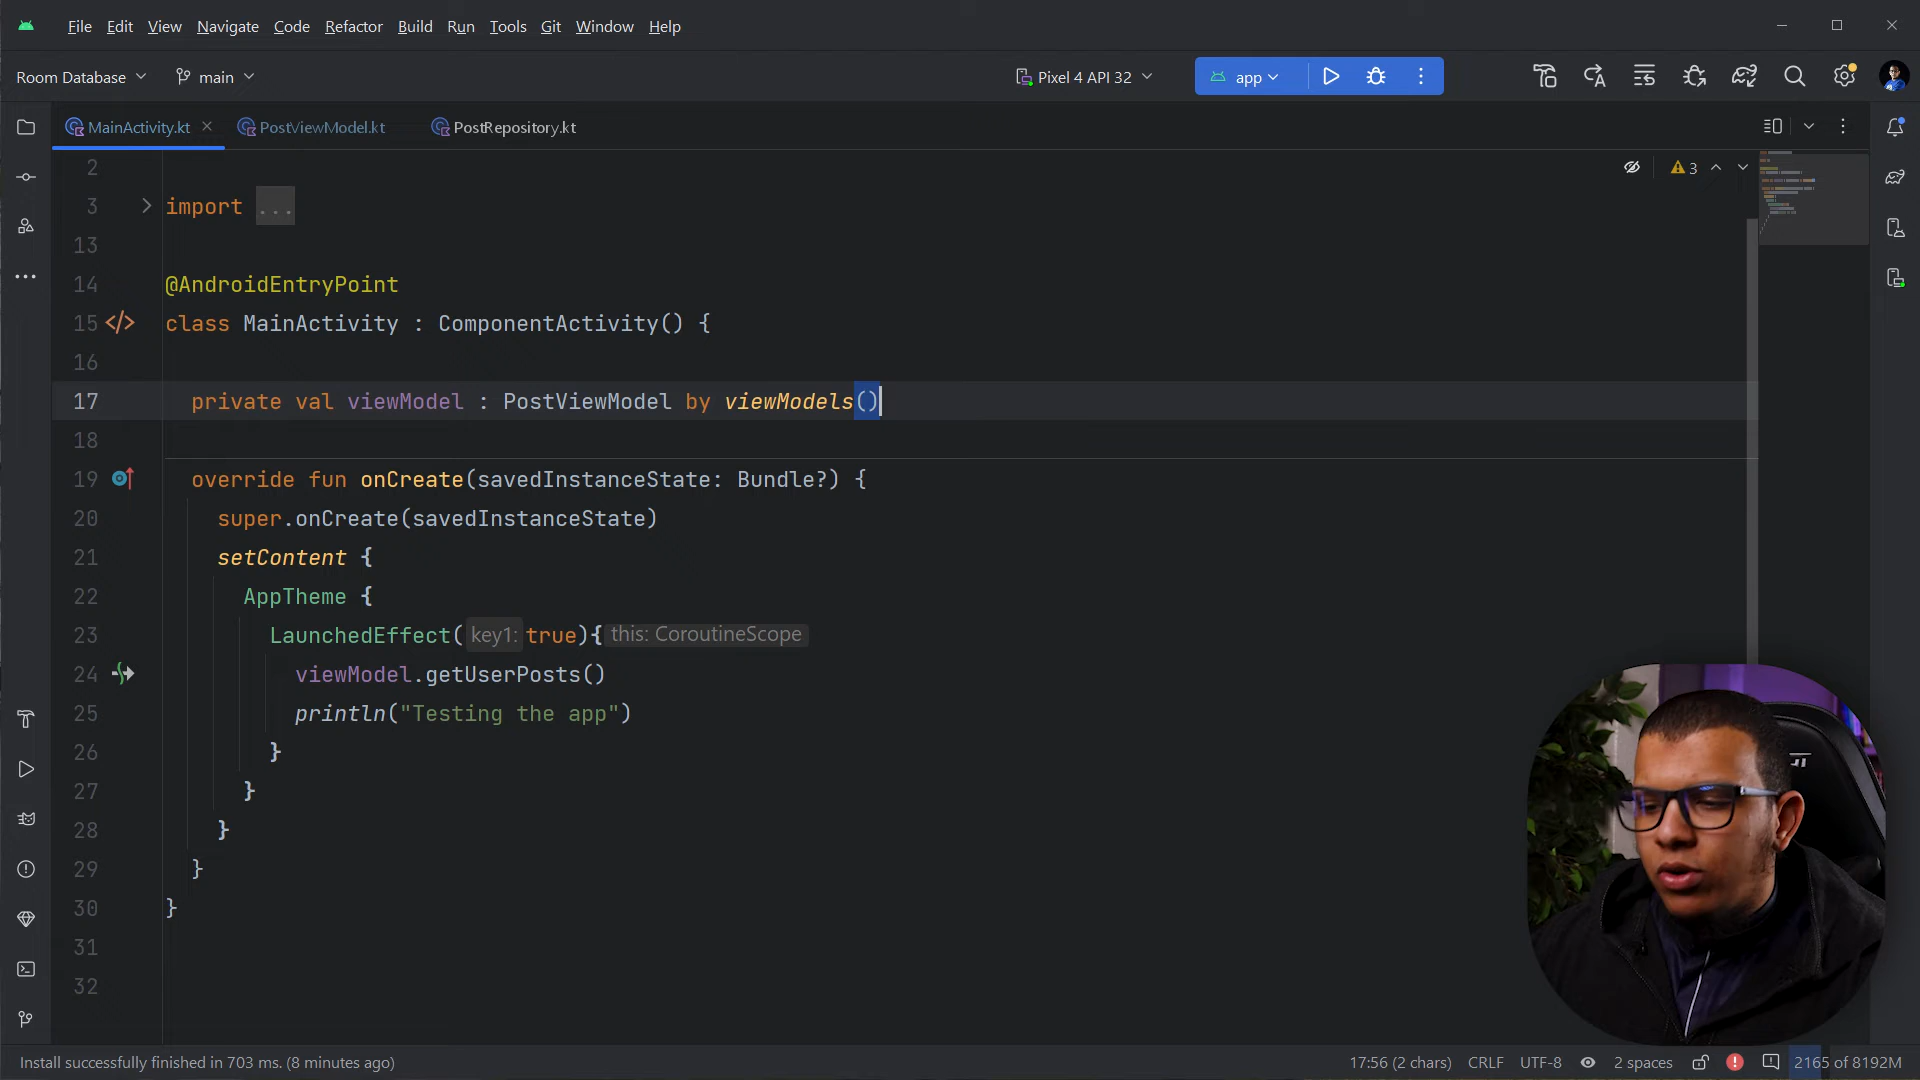 File Edit View Navigate Code Refactor Build Run Tools Git Window Help
Room Database main Pixel 4 API 32 app
MainActivity.kt PostViewModel.kt PostRepository.kt
2
3
3 import ...
13
14 @AndroidEntryPoint
15 class MainActivity : ComponentActivity() {
16
17 private val viewModel : PostViewModel by viewModels()
18
19 override fun onCreate(savedInstanceState: Bundle?) {
20 super.onCreate(savedInstanceState)
21 setContent {
22 AppTheme {
23 LaunchedEffect(key1: true){ this: CoroutineScope
24 viewModel.getUserPosts()
25 println("Testing the app")
26 }
27 }
28 }
29 }
30 }
31
32
Install successfully finished in 703 ms. (8 minutes ago) 17:56 (2 chars) CRLF UTF-8 2 spaces 2165 of 8192M